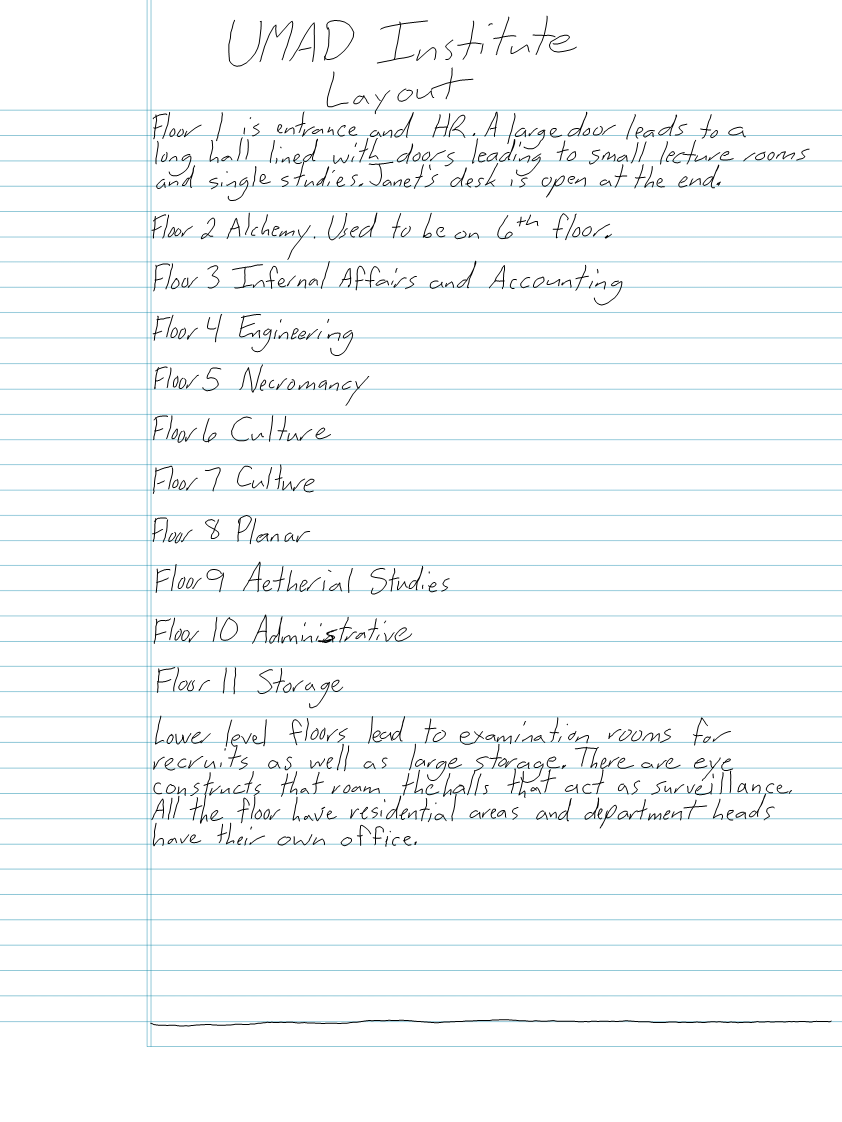 UMAD Institute
Layout
Floor 1 is entrance and HR. A large door leads to a
long hall lined with doors leading to small lecture rooms
and single studies. Janet's desk is open at the end.
Floor 2 Alchemy. Used to be on 6th floor.
Floor 3 Infernal Affairs and Accounting
Floor 4 Engineering
Floor 5 Necromancy
Floor 6 Culture
Floor 7 Culture
Floor 8 Planar
Floor 9 Aetherial Studies
Floor 10 Administrative
Floor 11 Storage
Lower level floors lead to examination rooms for
recruits as well as large storage. There are eye
constructs that roam the halls that act as surveillance.
All the floor have residential areas and department heads
have their own office.